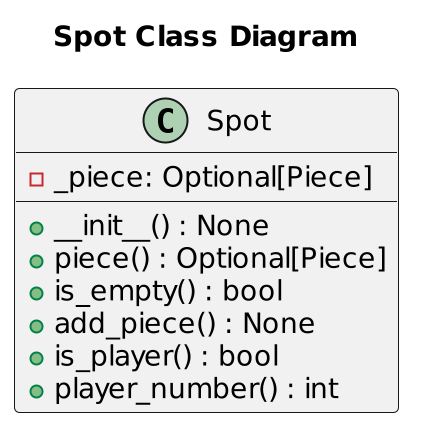 Spot Class Diagram
C Spot
_piece: Optional[Piece]
__init__() : None
piece() : Optional[Piece]
is_empty() : bool
add_piece() : None
is_player() : bool
player_number() : int